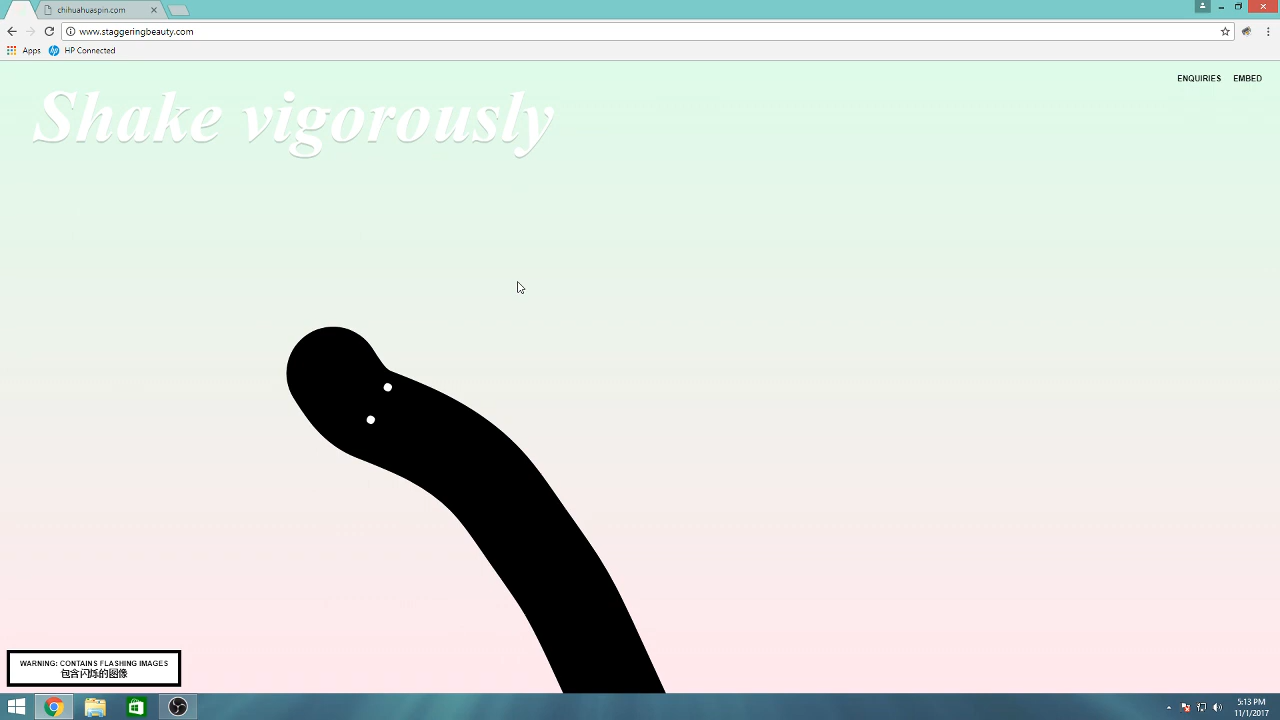 chihuahuaspin.com
www.staggeringbeauty.com
Apps HP Connected
ENQUIRIES EMBED
Shake vigorously
WARNING: CONTAINS FLASHING IMAGES
包含闪烁的图像
5:13 PM
11/1/2017